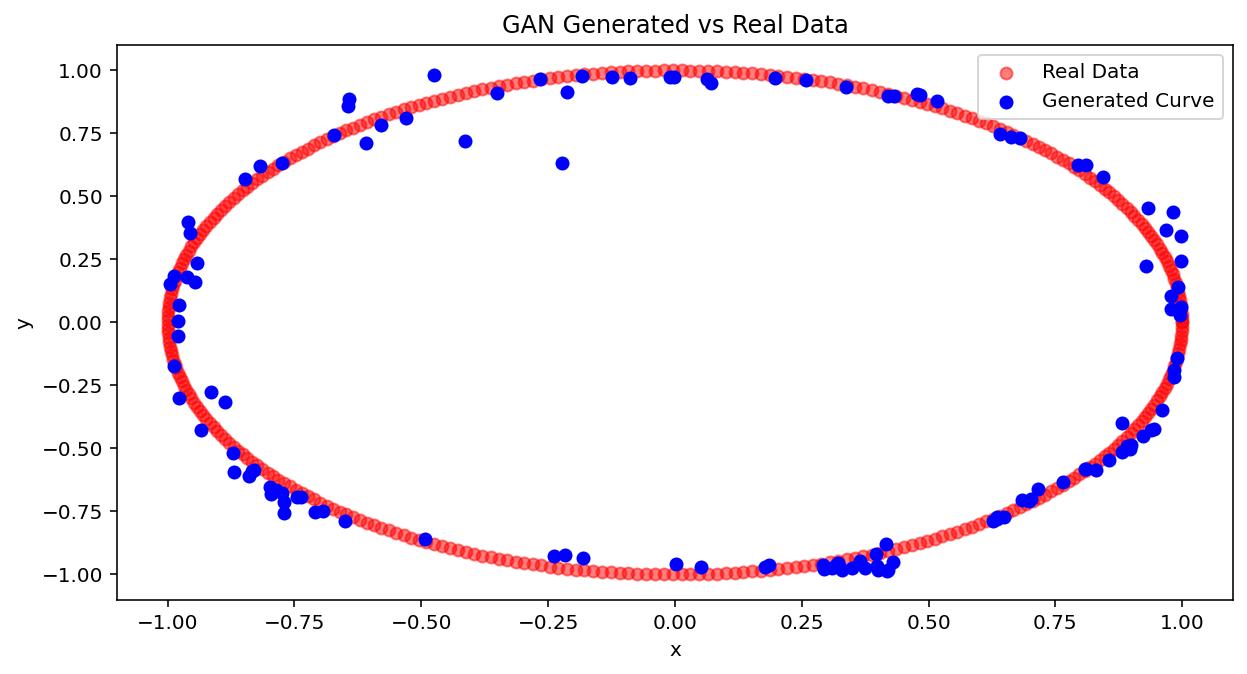 GAN Generated vs Real Data
Real Data
Generated Curve
1.00
0.75
0.50
0.25
0.00
−0.25
−0.50
−0.75
−1.00
y
−1.00 −0.75 −0.50 −0.25 0.00 0.25 0.50 0.75 1.00
x